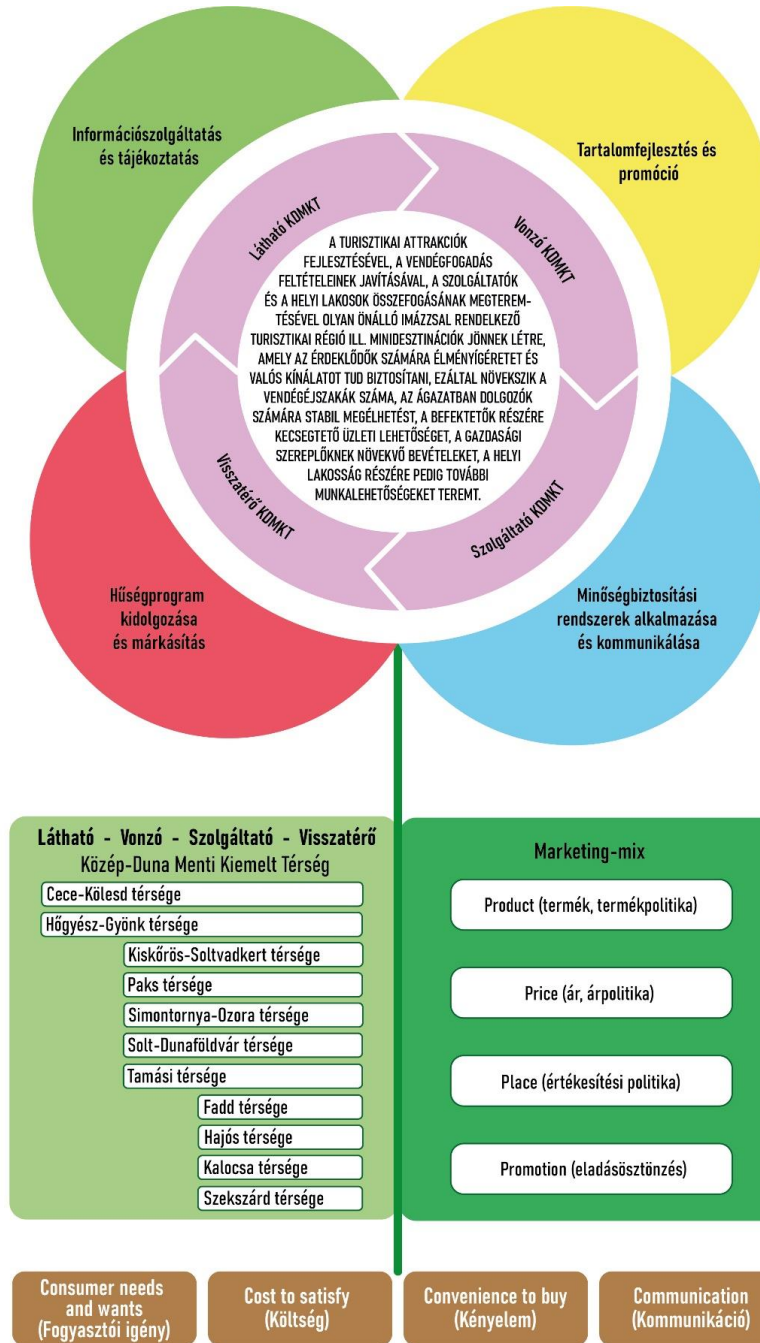 Információszolgáltatás
és tájékoztatás
Tartalomfejlesztés és
promóció
Látható KDMKT
Vonzó KDMKT
A TURISZTIKAI ATTRAKCIÓK
FEJLESZTÉSÉVEL, A VENDÉGFOGADÁS
FELTÉTELEINEK JAVÍTÁSÁVAL, A SZOLGÁLTATÓK
ÉS A HELYI LAKOSOK ÖSSZEFOGÁSÁNAK MEGTEREM-
TÉSÉVEL OLYAN ÖNÁLLÓ IMÁZZSAL RENDELKEZŐ
TURISZTIKAI RÉGIÓ ILL. MINIDESZTINÁCIÓK JÖNNEK LÉTRE,
AMELY AZ ÉRDEKLŐDŐK SZÁMÁRA ÉLMÉNYÍGÉRETET ÉS
VALÓS KÍNÁLATOT TUD BIZTOSÍTANI, EZÁLTAL NÖVEKSZIK A
VENDÉGÉJSZAKÁK SZÁMA, AZ ÁGAZATBAN DOLGOZÓK
SZÁMÁRA STABIL MEGÉLHETÉST, A BEFEKTETŐK RÉSZÉRE
KECSEGTETŐ ÜZLETI LEHETŐSÉGET, A GAZDASÁGI
SZEREPLŐKNEK NÖVEKVŐ BEVÉTELEKET, A HELYI
LAKOSSÁG RÉSZÉRE PEDIG TOVÁBBI
MUNKALEHETŐSÉGEKET TEREMT.
Visszatérő KDMKT
Szolgáltató KDMKT
Hűségprogram
kidolgozása
és márkásítás
Minőségbiztosítási
rendszerek alkalmazása
és kommunikálása
Látható - Vonzó - Szolgáltató - Visszatérő
Közép-Duna Menti Kiemelt Térség
Cece-Kölesd térsége
Hőgyész-Gyönk térsége
Kiskőrös-Soltvadkert térsége
Paks térsége
Simontornya-Ozora térsége
Solt-Dunaföldvár térsége
Tamási térsége
Fadd térsége
Hajós térsége
Kalocsa térsége
Szekszárd térsége
Marketing-mix
Product (termék, termékpolitika)
Price (ár, árpolitika)
Place (értékesítési politika)
Promotion (eladásösztönzés)
Consumer needs
and wants
(Fogyasztói igény)
Cost to satisfy
(Költség)
Convenience to buy
(Kényelem)
Communication
(Kommunikáció)